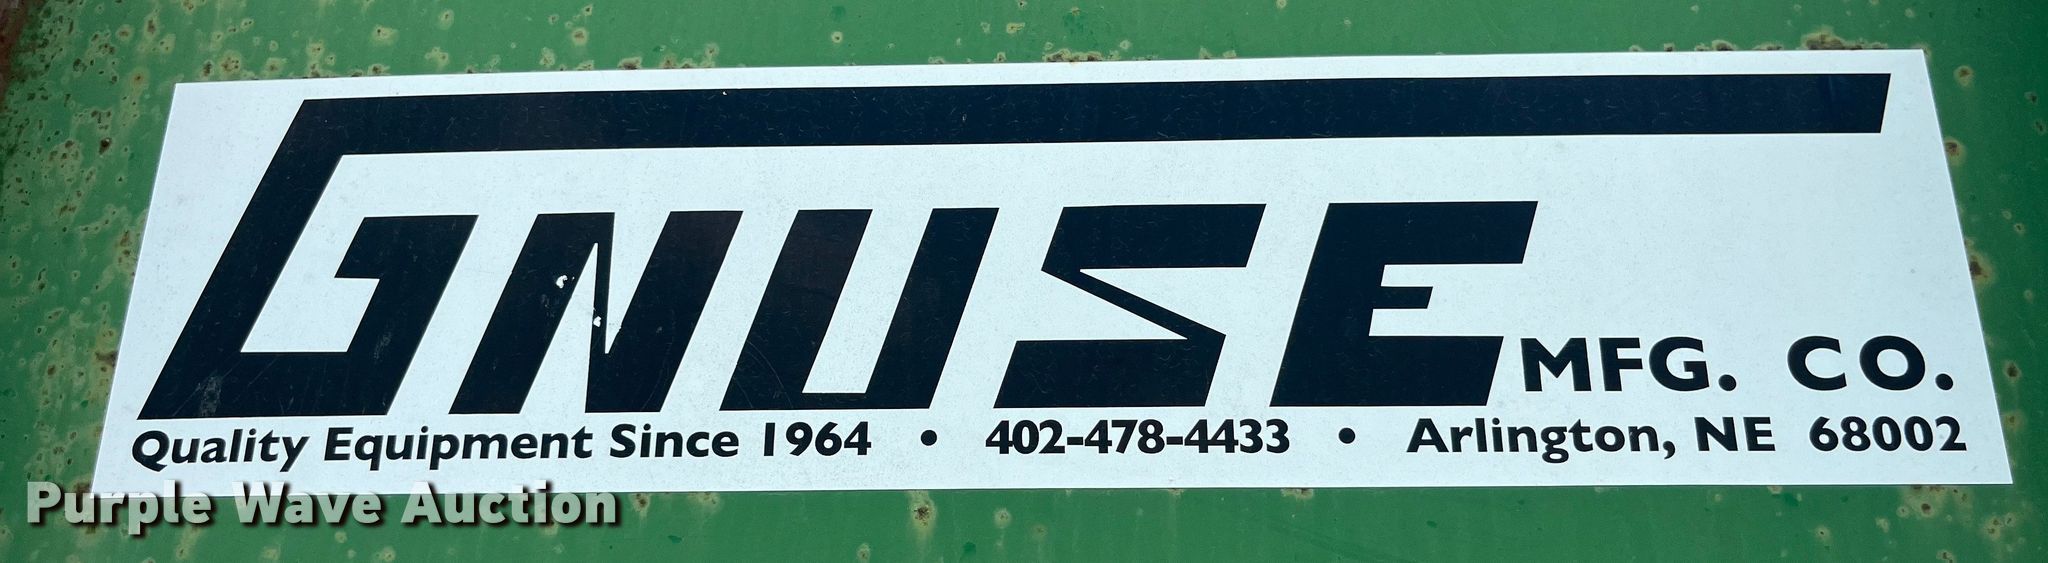 GNUSE MFG. CO.
Quality Equipment Since 1964 • 402-478-4433 • Arlington, NE 68002
Purple Wave Auction